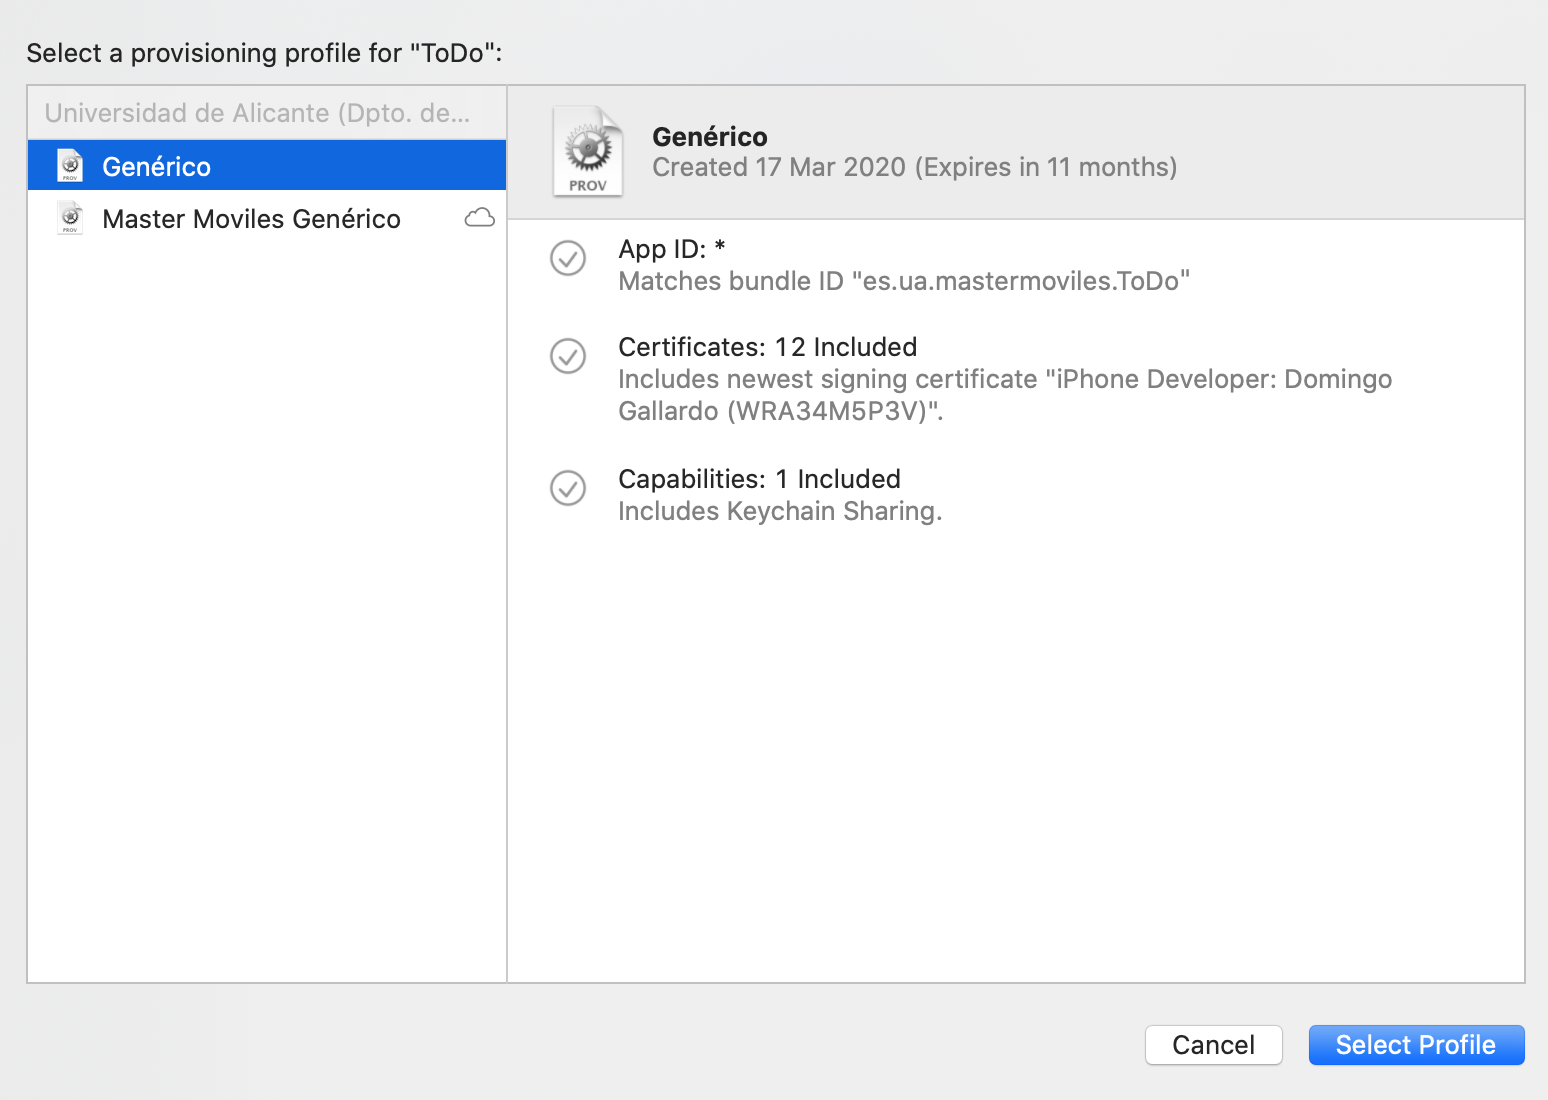 Select a provisioning profile for "ToDo":
Universidad de Alicante (Dpto. de...
PROV
Genérico
PROV
Master Moviles Genérico
PROV
Genérico
Created 17 Mar 2020 (Expires in 11 months)
App ID: *
Matches bundle ID "es.ua.mastermoviles.ToDo"
Certificates: 12 Included
Includes newest signing certificate "iPhone Developer: Domingo
Gallardo (WRA34M5P3V)".
Capabilities: 1 Included
Includes Keychain Sharing.
Cancel
Select Profile